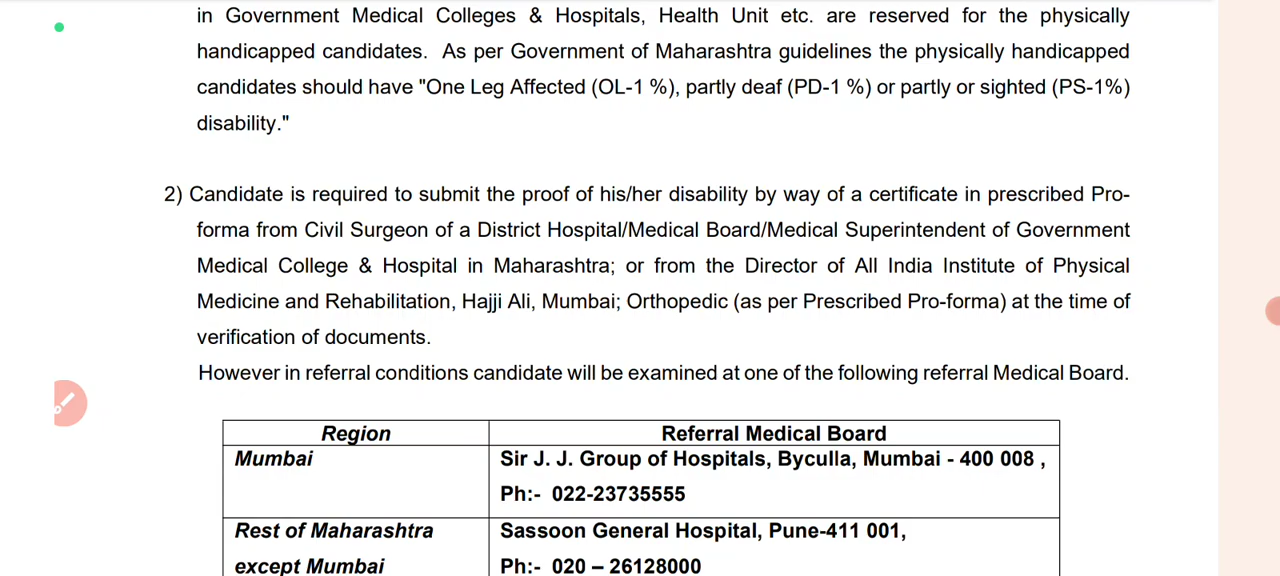 in Government Medical Colleges & Hospitals, Health Unit etc. are reserved for the physically
handicapped candidates. As per Government of Maharashtra guidelines the physically handicapped
candidates should have "One Leg Affected (OL-1 %), partly deaf (PD-1 %) or partly or sighted (PS-1%)
disability."
2) Candidate is required to submit the proof of his/her disability by way of a certificate in prescribed Pro-
forma from Civil Surgeon of a District Hospital/Medical Board/Medical Superintendent of Government
Medical College & Hospital in Maharashtra; or from the Director of All India Institute of Physical
Medicine and Rehabilitation, Hajji Ali, Mumbai; Orthopedic (as per Prescribed Pro-forma) at the time of
verification of documents.
However in referral conditions candidate will be examined at one of the following referral Medical Board.
Region Referral Medical Board
Mumbai Sir J. J. Group of Hospitals, Byculla, Mumbai - 400 008 ,
Ph:- 022-23735555
Rest of Maharashtra Sassoon General Hospital, Pune-411 001,
except Mumbai Ph:- 020 – 26128000